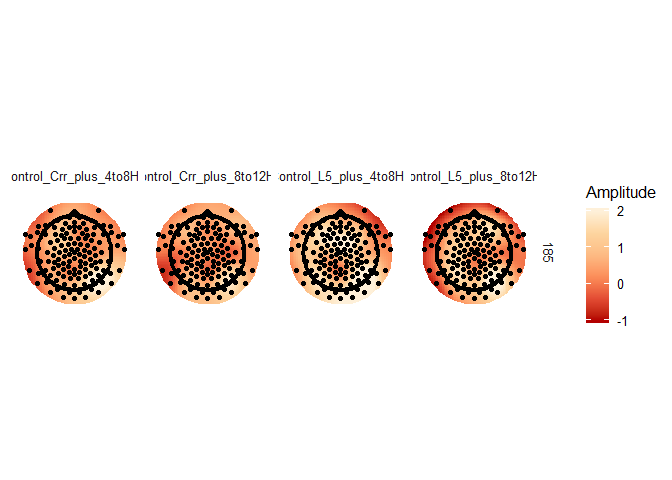 ontrol_Crr_plus_4to8H
ontrol_Crr_plus_8to12H
ontrol_L5_plus_4to8H
ontrol_L5_plus_8to12H
185
Amplitude
2
1
0
-1